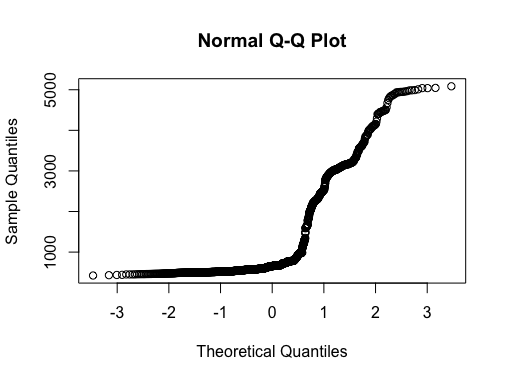 Normal Q-Q Plot
Sample Quantiles
5000
3000
1000
-3 -2 -1 0 1 2 3
Theoretical Quantiles